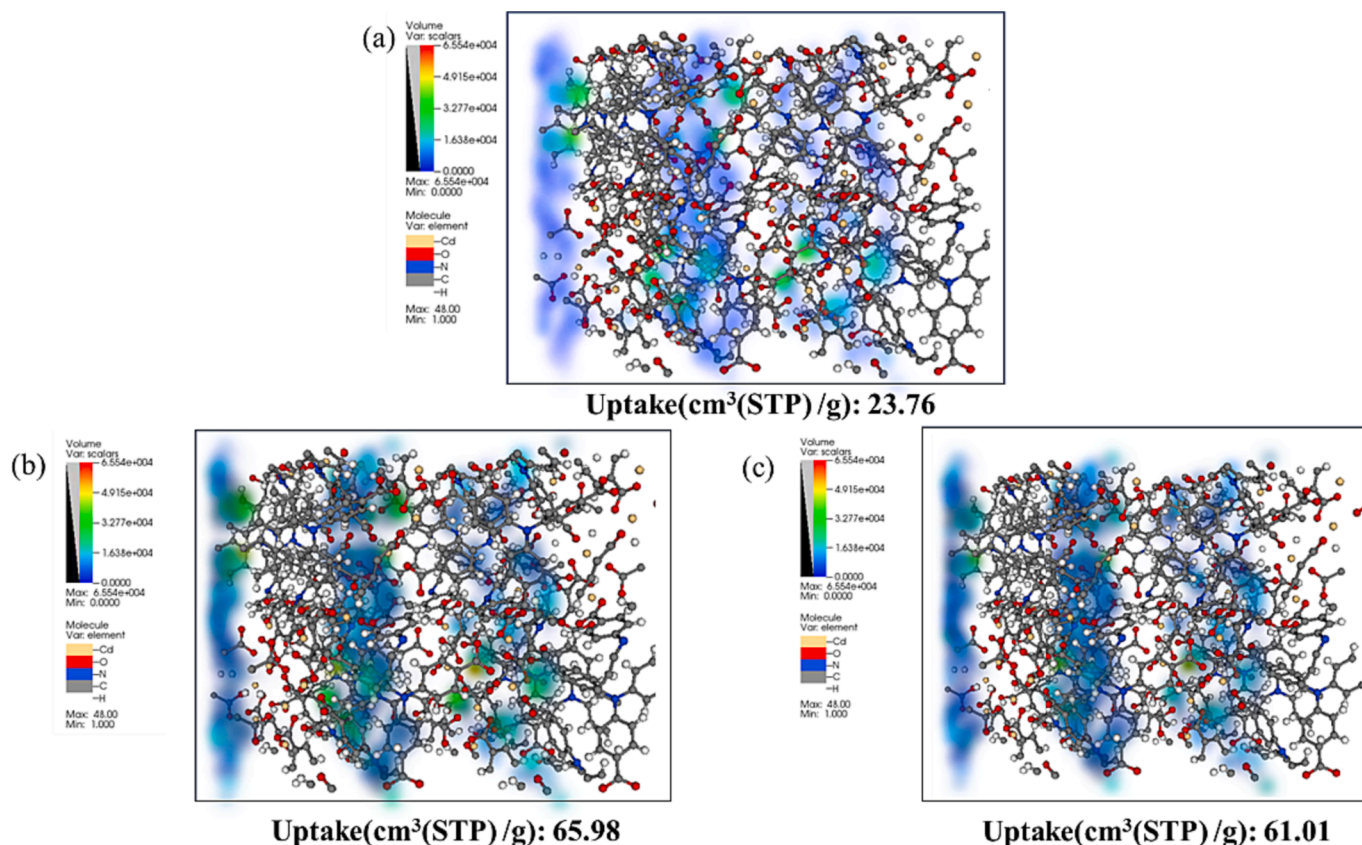 (a)
Volume
Var: scalars
6.554e+004
4.915e+004
3.277e+004
1.638e+004
0.0000
Max: 6.554e+004
Min: 0.0000
Molecule
Var: element
Cd
O
N
C
H
Max: 48.00
Min: 1.000
Uptake(cm³(STP) /g): 23.76
(b)
Volume
Var: scalars
6.554e+004
4.915e+004
3.277e+004
1.638e+004
0.0000
Max: 6.554e+004
Min: 0.0000
Molecule
Var: element
Cd
O
N
C
H
Max: 48.00
Min: 1.000
Uptake(cm³(STP) /g): 65.98
(c)
Volume
Var: scalars
6.554e+004
4.915e+004
3.277e+004
1.638e+004
0.0000
Max: 6.554e+004
Min: 0.0000
Molecule
Var: element
Cd
O
N
C
H
Max: 48.00
Min: 1.000
Uptake(cm³(STP) /g): 61.01